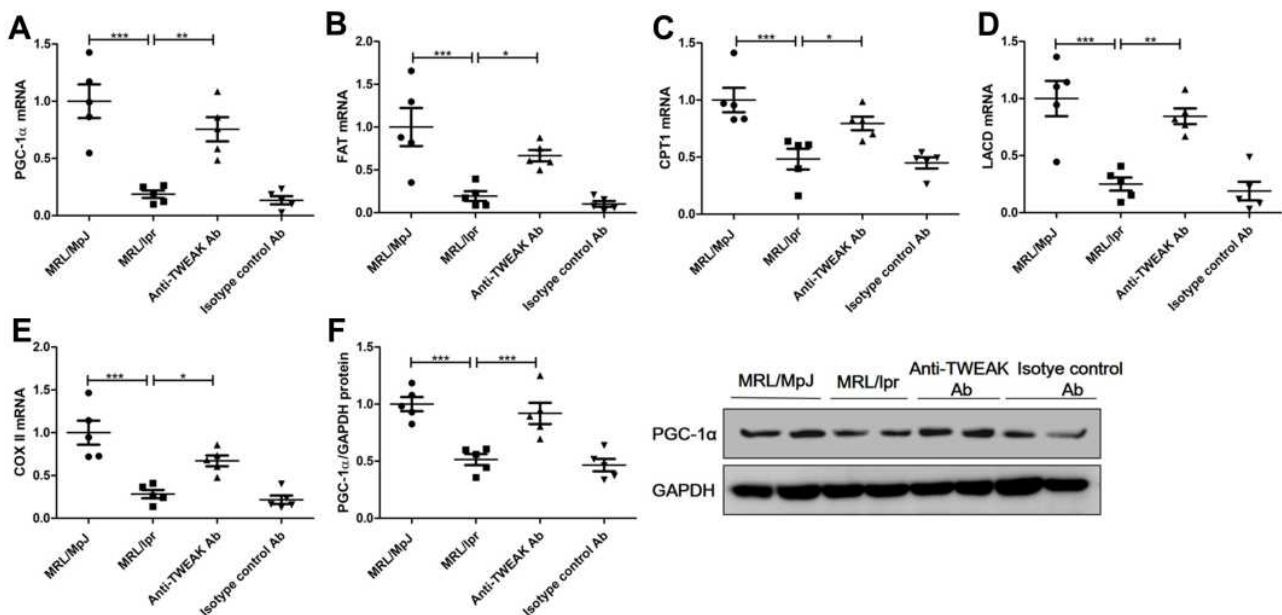 A
PGC-1α mRNA
1.5
1.0
0.5
0.0
***
**
MRL/MpJ
MRL/lpr
Anti-TWEAK Ab
Isotype control Ab
B
FAT mRNA
2.0
1.5
1.0
0.5
0.0
***
*
MRL/MpJ
MRL/lpr
Anti-TWEAK Ab
Isotype control Ab
C
CPT1 mRNA
1.5
1.0
0.5
0.0
***
*
MRL/MpJ
MRL/lpr
Anti-TWEAK Ab
Isotype control Ab
D
LACD mRNA
1.5
1.0
0.5
0.0
***
**
MRL/MpJ
MRL/lpr
Anti-TWEAK Ab
Isotype control Ab
E
COX II mRNA
2.0
1.5
1.0
0.5
0.0
***
*
MRL/MpJ
MRL/lpr
Anti-TWEAK Ab
Isotype control Ab
F
PGC-1α/GAPDH protein
1.5
1.0
0.5
0.0
***
***
MRL/MpJ
MRL/lpr
Anti-TWEAK Ab
Isotype control Ab
MRL/MpJ
MRL/lpr
Anti-TWEAK
Ab
Isotye control
Ab
PGC-1α
GAPDH